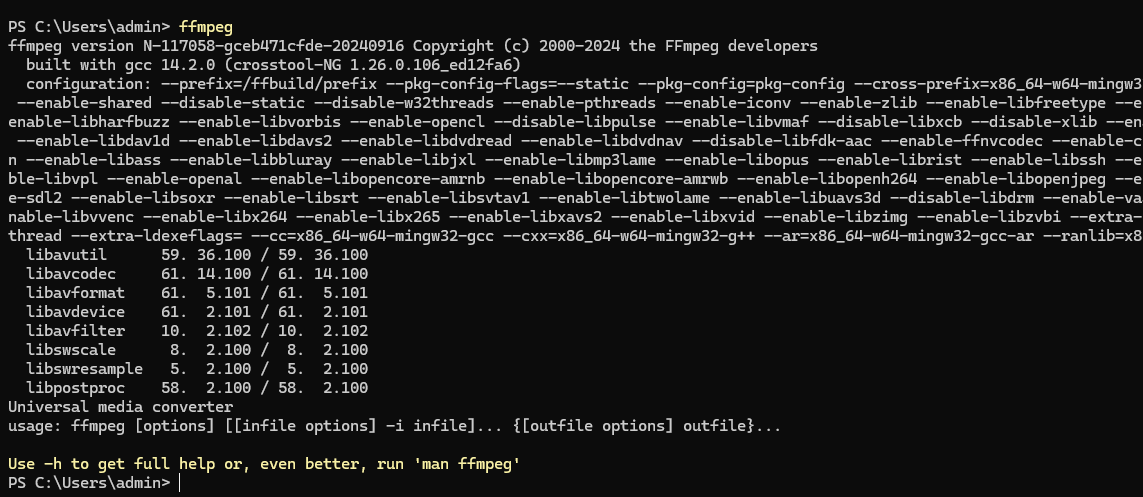 PS C:\Users\admin> ffmpeg
ffmpeg version N-117058-gceb471cfde-20240916 Copyright (c) 2000-2024 the FFmpeg developers
  built with gcc 14.2.0 (crosstool-NG 1.26.0.106_ed12fa6)
  configuration: --prefix=/ffbuild/prefix --pkg-config-flags=--static --pkg-config=pkg-config --cross-prefix=x86_64-w64-mingw3
 --enable-shared --disable-static --disable-w32threads --enable-pthreads --enable-iconv --enable-zlib --enable-libfreetype --e
enable-libharfbuzz --enable-libvorbis --enable-opencl --disable-libpulse --enable-libvmaf --disable-libxcb --disable-xlib --en
 --enable-libdav1d --enable-libdavs2 --enable-libdvdread --enable-libdvdnav --disable-libfdk-aac --enable-ffnvcodec --enable-c
n --enable-libass --enable-libbluray --enable-libjxl --enable-libmp3lame --enable-libopus --enable-librist --enable-libssh --e
ble-libvpl --enable-openal --enable-libopencore-amrnb --enable-libopencore-amrwb --enable-libopenh264 --enable-libopenjpeg --e
e-sdl2 --enable-libsoxr --enable-libsrt --enable-libsvtav1 --enable-libtwolame --enable-libuavs3d --disable-libdrm --enable-va
nable-libvvenc --enable-libx264 --enable-libx265 --enable-libxavs2 --enable-libxvid --enable-libzimg --enable-libzvbi --extra-
thread --extra-ldexeflags= --cc=x86_64-w64-mingw32-gcc --cxx=x86_64-w64-mingw32-g++ --ar=x86_64-w64-mingw32-gcc-ar --ranlib=x8
  libavutil      59. 36.100 / 59. 36.100
  libavcodec     61. 14.100 / 61. 14.100
  libavformat    61.  5.101 / 61.  5.101
  libavdevice    61.  2.101 / 61.  2.101
  libavfilter    10.  2.102 / 10.  2.102
  libswscale      8.  2.100 /  8.  2.100
  libswresample   5.  2.100 /  5.  2.100
  libpostproc    58.  2.100 / 58.  2.100
Universal media converter
usage: ffmpeg [options] [[infile options] -i infile]... {[outfile options] outfile}...

Use -h to get full help or, even better, run 'man ffmpeg'
PS C:\Users\admin>